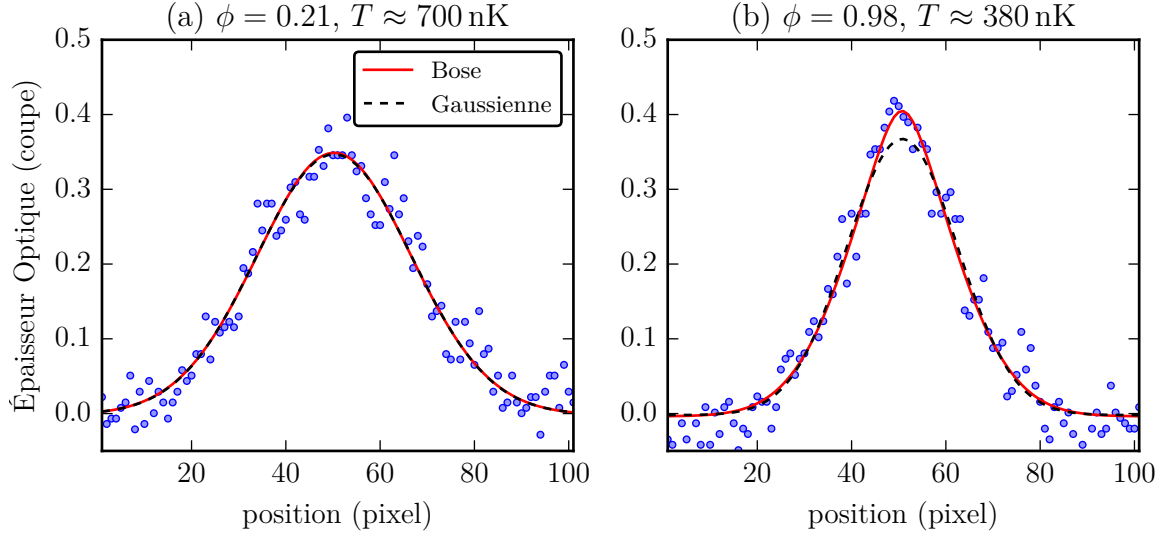 (a) ϕ = 0.21, T ≈ 700 nK
(b) ϕ = 0.98, T ≈ 380 nK
Épaisseur Optique (coupe)
0.5
0.4
0.3
0.2
0.1
0.0
Bose
Gaussienne
20 40 60 80 100
position (pixel)
0.5
0.4
0.3
0.2
0.1
0.0
20 40 60 80 100
position (pixel)